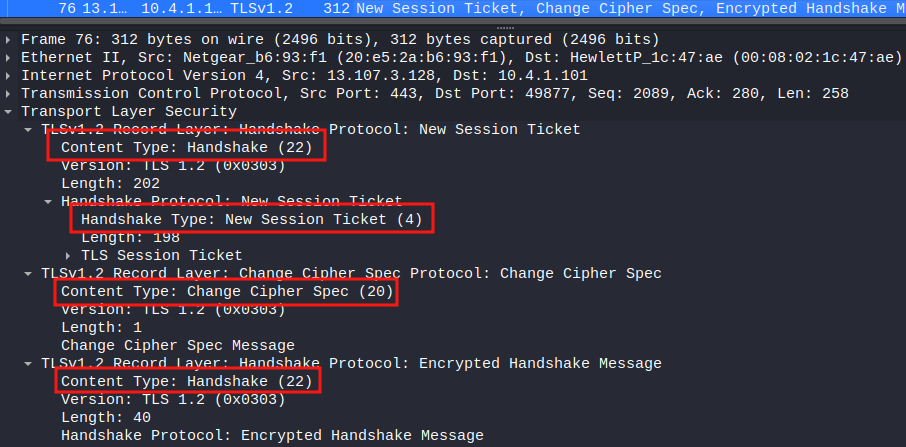 76 13.1… 10.4.1.1… TLSv1.2 312 New Session Ticket, Change Cipher Spec, Encrypted Handshake M
Frame 76: 312 bytes on wire (2496 bits), 312 bytes captured (2496 bits)
Ethernet II, Src: Netgear_b6:93:f1 (20:e5:2a:b6:93:f1), Dst: HewlettP_1c:47:ae (00:08:02:1c:47:ae)
Internet Protocol Version 4, Src: 13.107.3.128, Dst: 10.4.1.101
Transmission Control Protocol, Src Port: 443, Dst Port: 49877, Seq: 2089, Ack: 280, Len: 258
Transport Layer Security
TLSv1.2 Record Layer: Handshake Protocol: New Session Ticket
Content Type: Handshake (22)
Version: TLS 1.2 (0x0303)
Length: 202
Handshake Protocol: New Session Ticket
Handshake Type: New Session Ticket (4)
Length: 198
TLS Session Ticket
TLSv1.2 Record Layer: Change Cipher Spec Protocol: Change Cipher Spec
Content Type: Change Cipher Spec (20)
Version: TLS 1.2 (0x0303)
Length: 1
Change Cipher Spec Message
TLSv1.2 Record Layer: Handshake Protocol: Encrypted Handshake Message
Content Type: Handshake (22)
Version: TLS 1.2 (0x0303)
Length: 40
Handshake Protocol: Encrypted Handshake Message